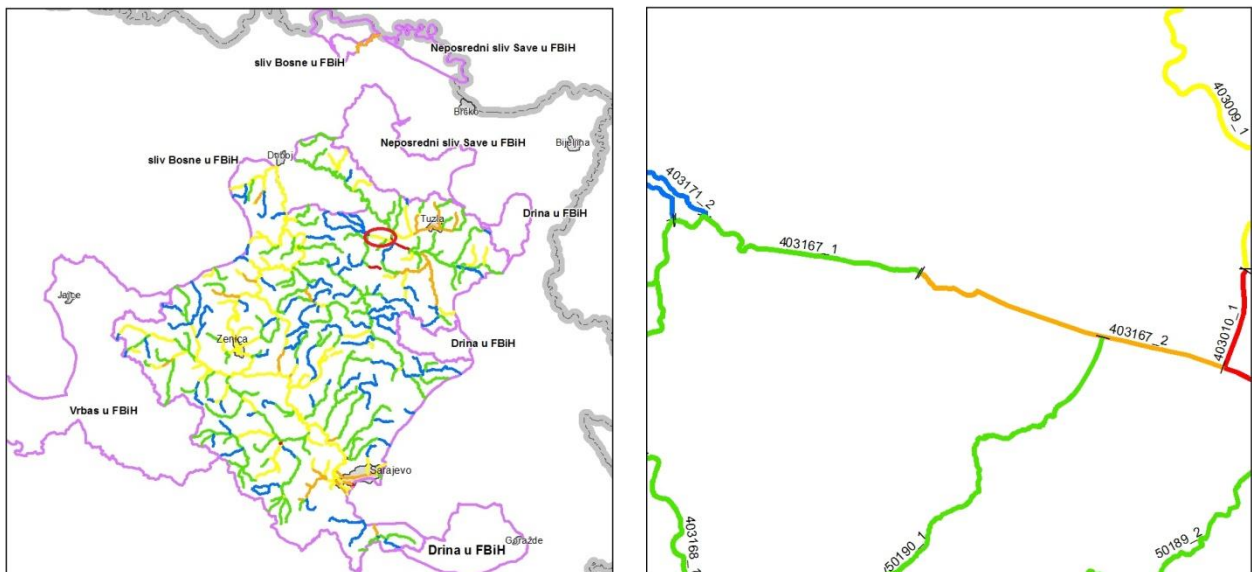 Neposredni sliv Save u FBiH
sliv Bosne u FBiH
Brčko
Bijeljina
Neposredni sliv Save u FBiH
sliv Bosne u FBiH
Doboj
Drina u FBiH
Tuzla
Jajce
Zenica
Drina u FBiH
Vrbas u FBiH
Sarajevo
Drina u FBiH
Goražde
403009_1
403171_2
403167_1
403167_2
403010_1
403168_1
50190_1
50189_2